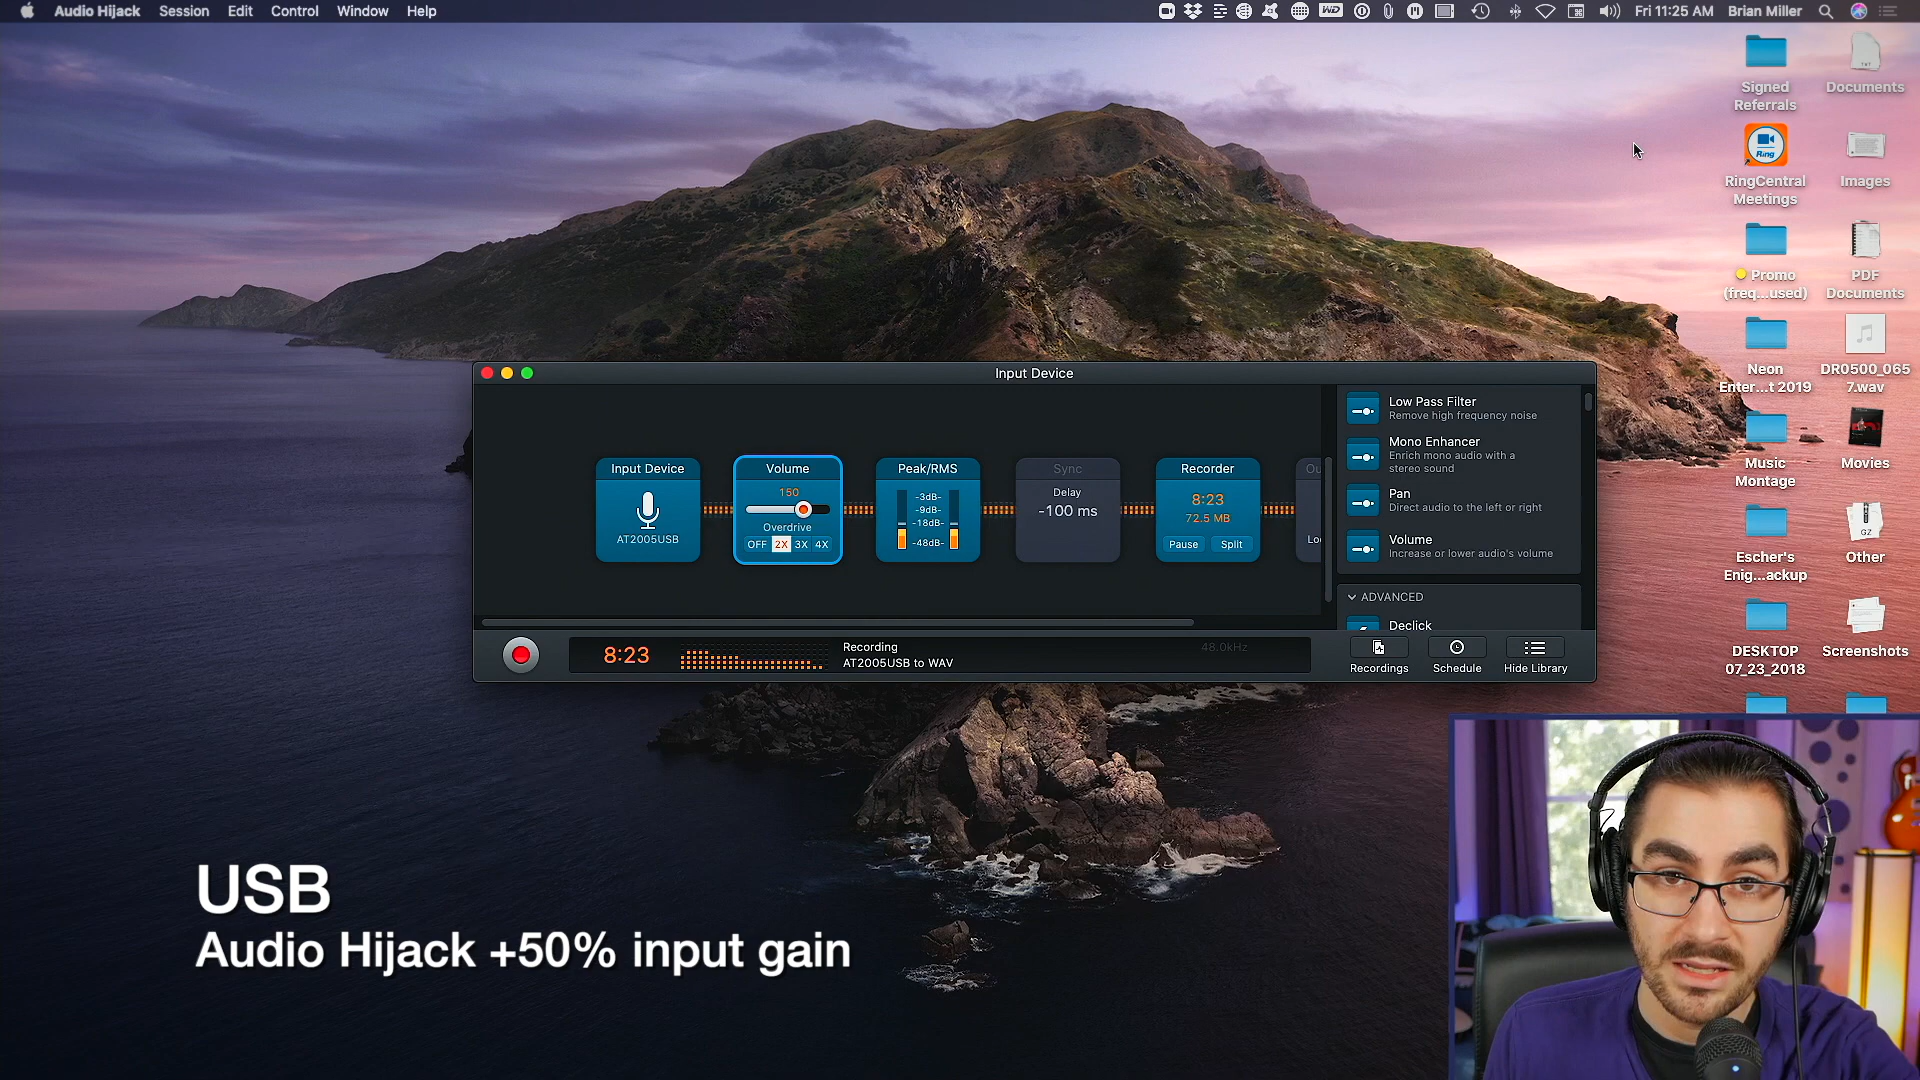 Audio Hijack Session Edit Control Window Help
WD
Fri 11:25 AM Brian Miller
Signed
Referrals
TXT
Documents
Ring
RingCentral
Meetings
Images
Promo
(freq...used)
PDF
Documents
Neon
Enter...t 2019
DR0500_065
7.wav
Music
Montage
Movies
Escher's
Enig...ackup
GZ
Other
DESKTOP
07_23_2018
Screenshots
Input Device
Input Device
AT2005USB
Volume
150
Overdrive
OFF 2X 3X 4X
Peak/RMS
-3dB-
-9dB-
-18dB-
-48dB-
Sync
Delay
-100 ms
Recorder
8:23
72.5 MB
Pause Split
Ou
Lo
Low Pass Filter
Remove high frequency noise
Mono Enhancer
Enrich mono audio with a
stereo sound
Pan
Direct audio to the left or right
Volume
Increase or lower audio's volume
ADVANCED
Declick
8:23
Recording
AT2005USB to WAV
48.0kHz
Recordings Schedule Hide Library
USB
Audio Hijack +50% input gain